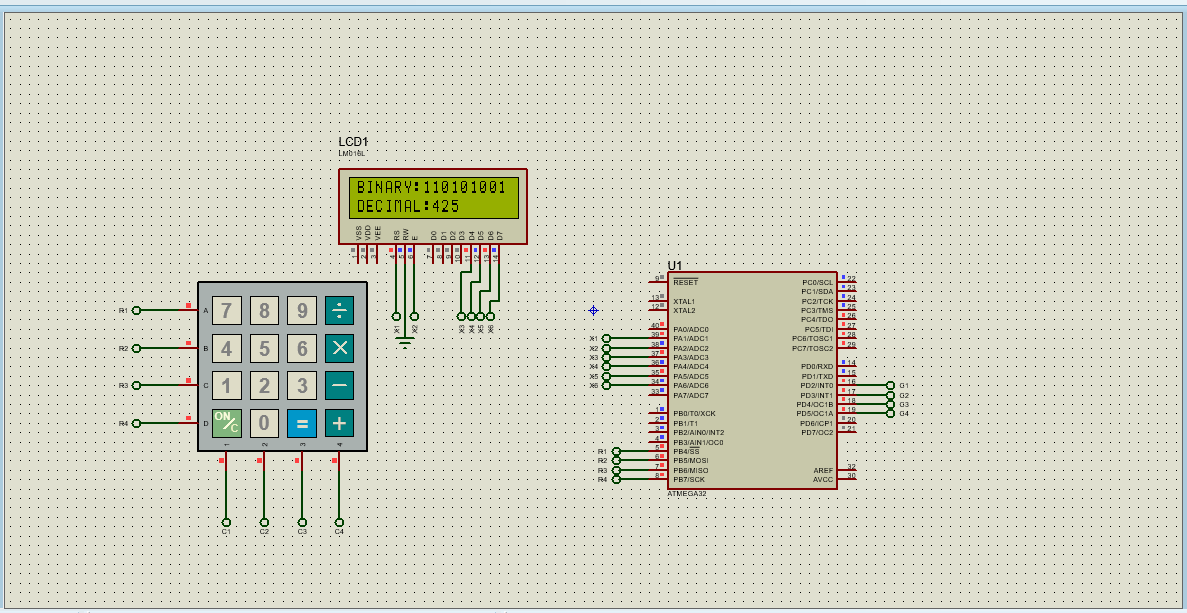 LCD1
LM016L
BINARY:110101001
DECIMAL:425
VSS VDD VEE RS RW E D0 D1 D2 D3 D4 D5 D6 D7
1 2 3 4 5 6 7 8 9 10 11 12 13 14
X1 X2 X3 X4 X5 X6
R1 A 7 8 9 ÷
R2 B 4 5 6 ×
R3 C 1 2 3 −
R4 D ON/C 0 = +
1 2 3 4
C1 C2 C3 C4
U1
9 RESET PC0/SCL 22
PC1/SDA 23
13 XTAL1 PC2/TCK 24
12 XTAL2 PC3/TMS 25
PC4/TDO 26
40 PA0/ADC0 PC5/TDI 27
X1 39 PA1/ADC1 PC6/TOSC1 28
X2 38 PA2/ADC2 PC7/TOSC2 29
X3 37 PA3/ADC3
X4 36 PA4/ADC4 PD0/RXD 14
X5 35 PA5/ADC5 PD1/TXD 15
X6 34 PA6/ADC6 PD2/INT0 16 C1
33 PA7/ADC7 PD3/INT1 17 C2
PD4/OC1B 18 C3
1 PB0/T0/XCK PD5/OC1A 19 C4
2 PB1/T1 PD6/ICP1 20
3 PB2/AIN0/INT2 PD7/OC2 21
4 PB3/AIN1/OC0
R1 5 PB4/SS
R2 6 PB5/MOSI
R3 7 PB6/MISO AREF 32
R4 8 PB7/SCK AVCC 30
ATMEGA32